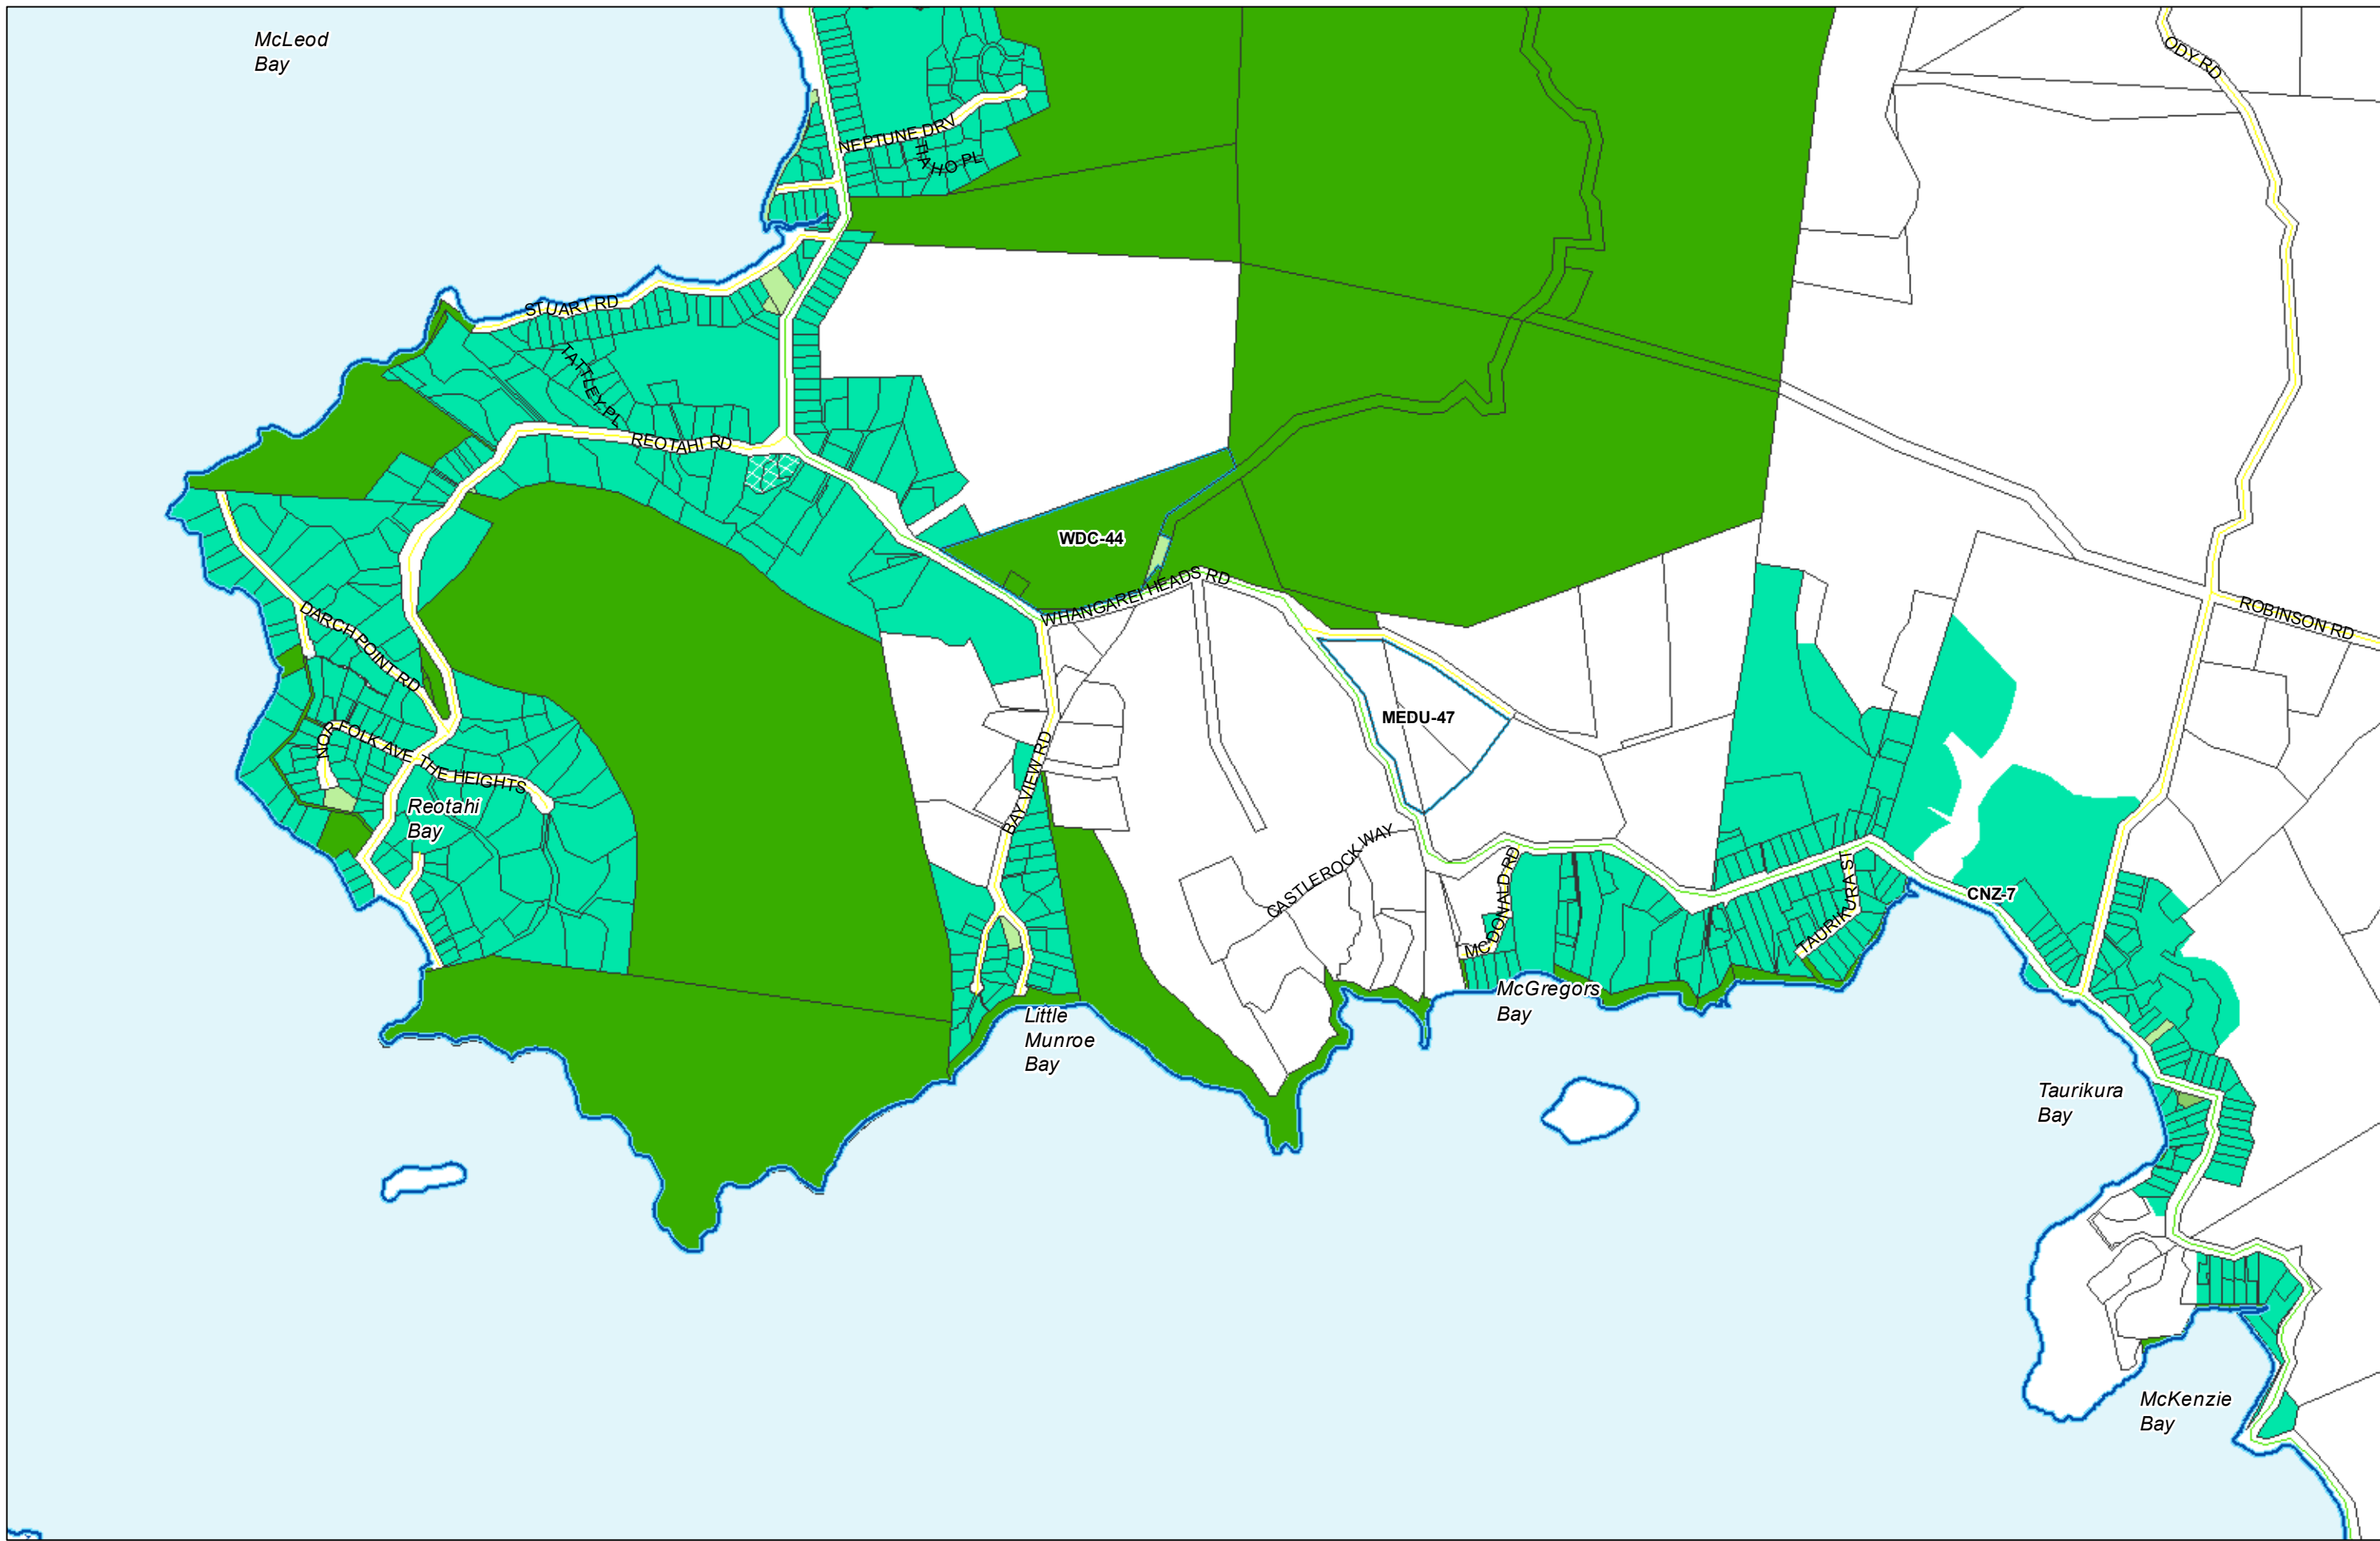 McLeod
Bay
ODY RD
NEPTUNE DRV
TIAHO PL
STUART RD
TATTLEY PL
REOTAHI RD
WDC-44
WHANGAREI HEADS RD
ROBINSON RD
DARCH POINT RD
MEDU-47
NORFOLK AVE
THE HEIGHTS
BAY VIEW RD
Reotahi
Bay
CASTLEROCK WAY
MCDONALD RD
TAURIKURA ST
CNZ-7
McGregors
Bay
Little
Munroe
Bay
Taurikura
Bay
McKenzie
Bay